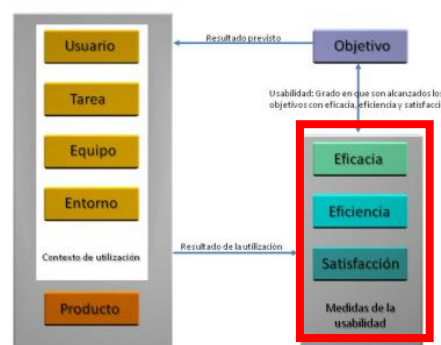 Usuario
Tarea
Equipo
Entorno
Contexto de utilización
Producto
Resultado previsto
Objetivo
Usabilidad: Grado en que son alcanzados los
objetivos con eficacia, eficiencia y satisfacci
Resultado de la utilización
Eficacia
Eficiencia
Satisfacción
Medidas de la
usabilidad